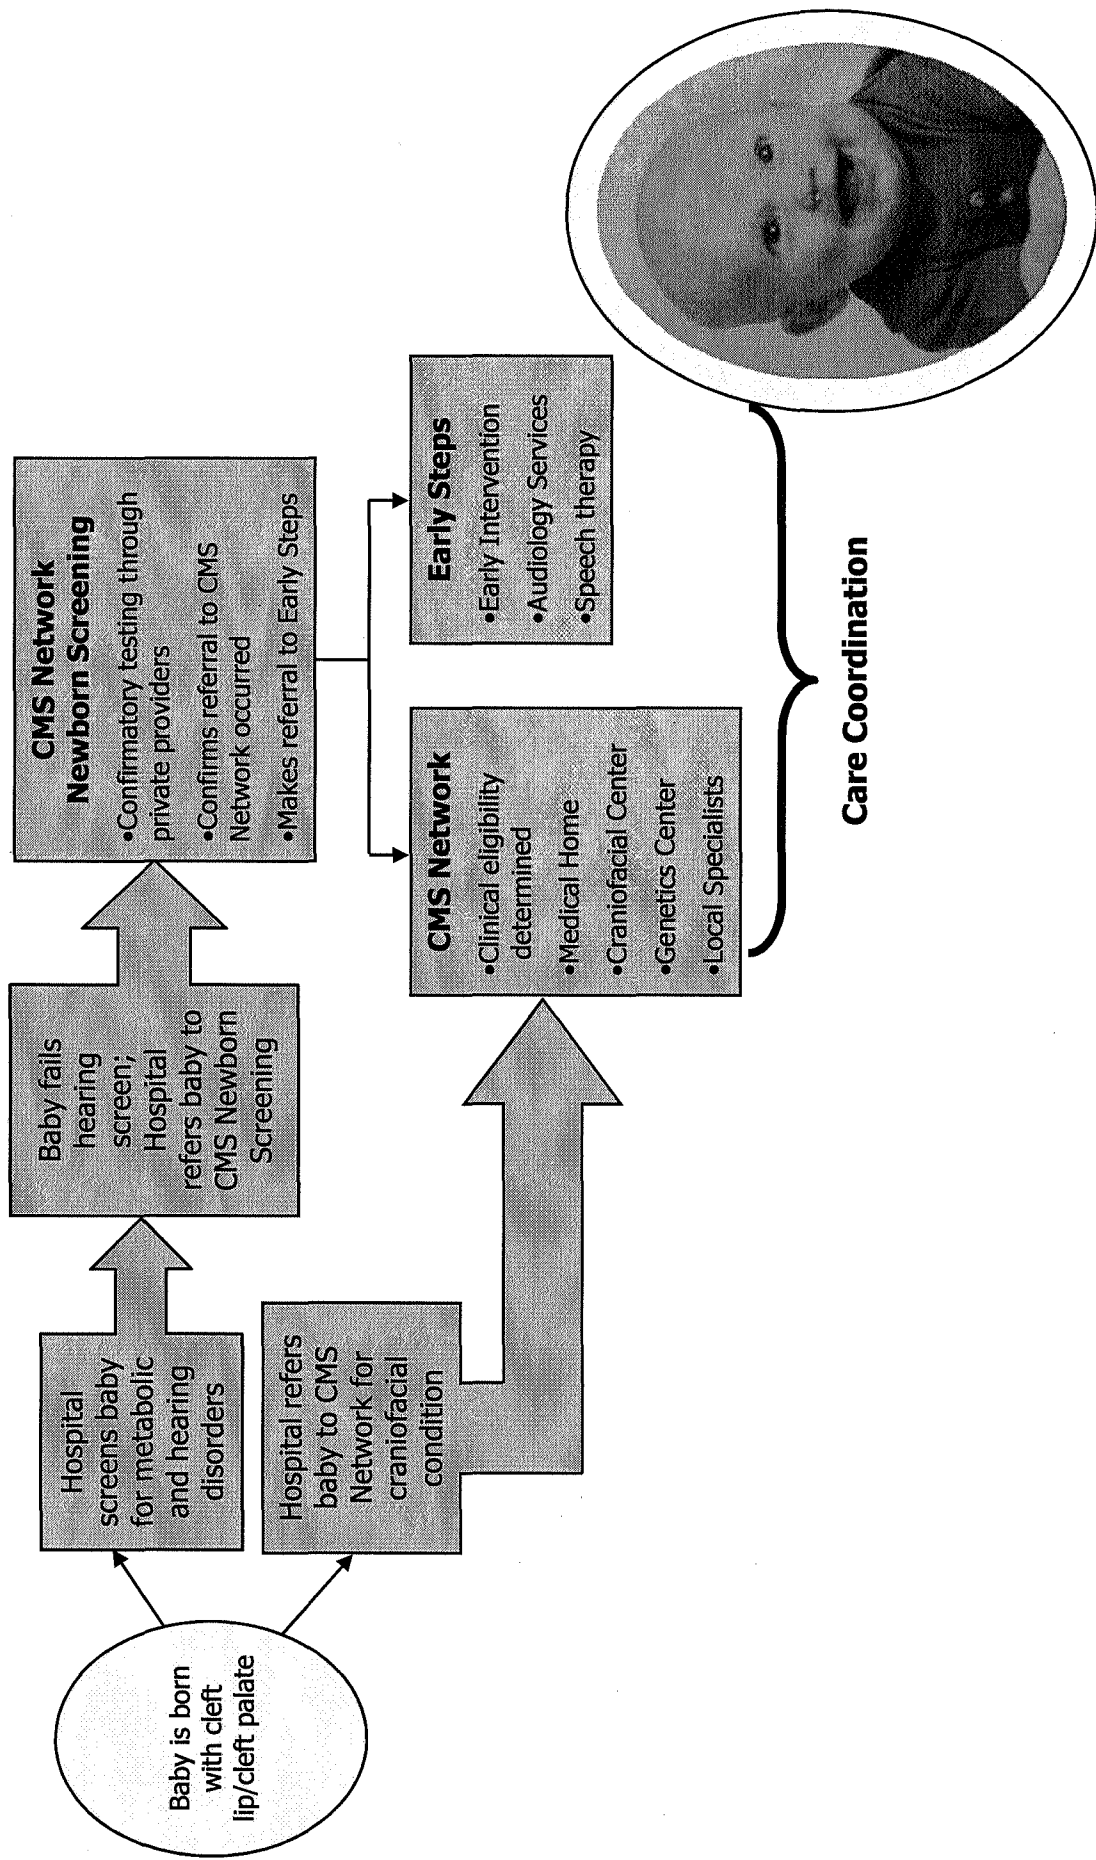 Baby is born
with cleft
lip/cleft palate
Hospital
screens baby
for metabolic
and hearing
disorders
Baby fails
hearing
screen;
Hospital
refers baby to
CMS Newborn
Screening
CMS Network
Newborn Screening
•Confirmatory testing through
private providers
•Confirms referral to CMS
Network occurred
•Makes referral to Early Steps
Hospital refers
baby to CMS
Network for
craniofacial
condition
CMS Network
•Clinical eligibility
determined
•Medical Home
•Craniofacial Center
•Genetics Center
•Local Specialists
Early Steps
•Early Intervention
•Audiology Services
•Speech therapy
Care Coordination